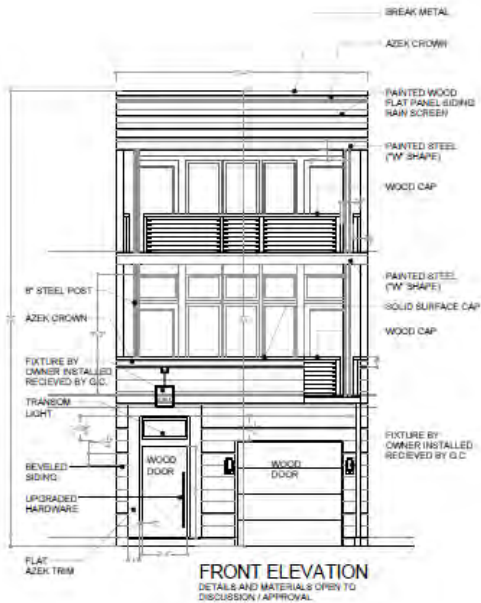 BREAK METAL
AZEK CROWN
PAINTED WOOD
FLAT PANEL SIDING
RAIN SCREEN
PAINTED STEEL
("W" SHAPE)
WOOD CAP
PAINTED STEEL
("W" SHAPE)
SOLID SURFACE CAP
WOOD CAP
FIXTURE BY
OWNER INSTALLED
RECIEVED BY G.C
6" STEEL POST
AZEK CROWN
FIXTURE BY
OWNER INSTALLED
RECIEVED BY G.C.
TRANSOM
LIGHT
BEVELED
SIDING
UPGRADED
HARDWARE
FLAT
AZEK TRIM
WOOD
DOOR
WOOD
DOOR
FRONT ELEVATION
DETAILS AND MATERIALS OPEN TO
DISCUSSION / APPROVAL